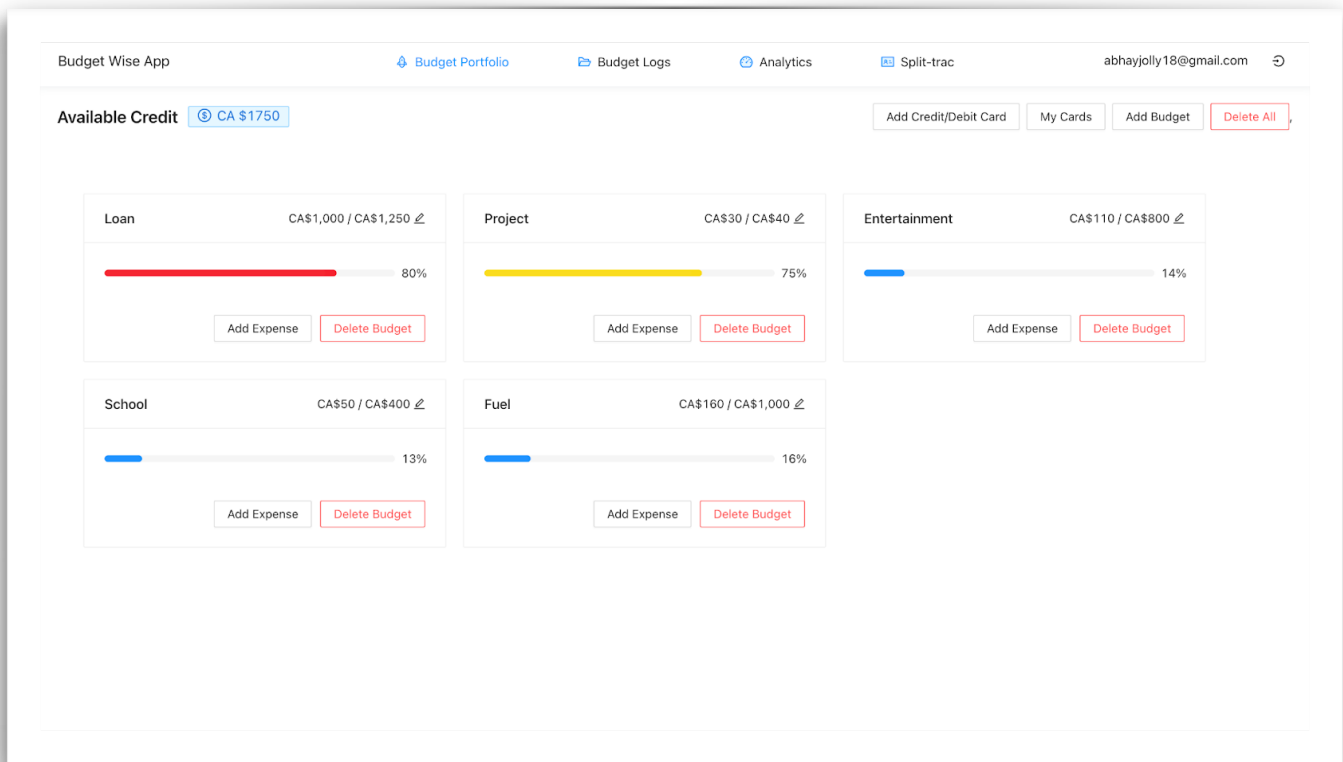 Budget Wise App Budget Portfolio Budget Logs Analytics Split-trac abhayjolly18@gmail.com
Available Credit CA $1750 Add Credit/Debit Card My Cards Add Budget Delete All ,
Loan CA$1,000 / CA$1,250
80%
Add Expense Delete Budget
Project CA$30 / CA$40
75%
Add Expense Delete Budget
Entertainment CA$110 / CA$800
14%
Add Expense Delete Budget
School CA$50 / CA$400
13%
Add Expense Delete Budget
Fuel CA$160 / CA$1,000
16%
Add Expense Delete Budget